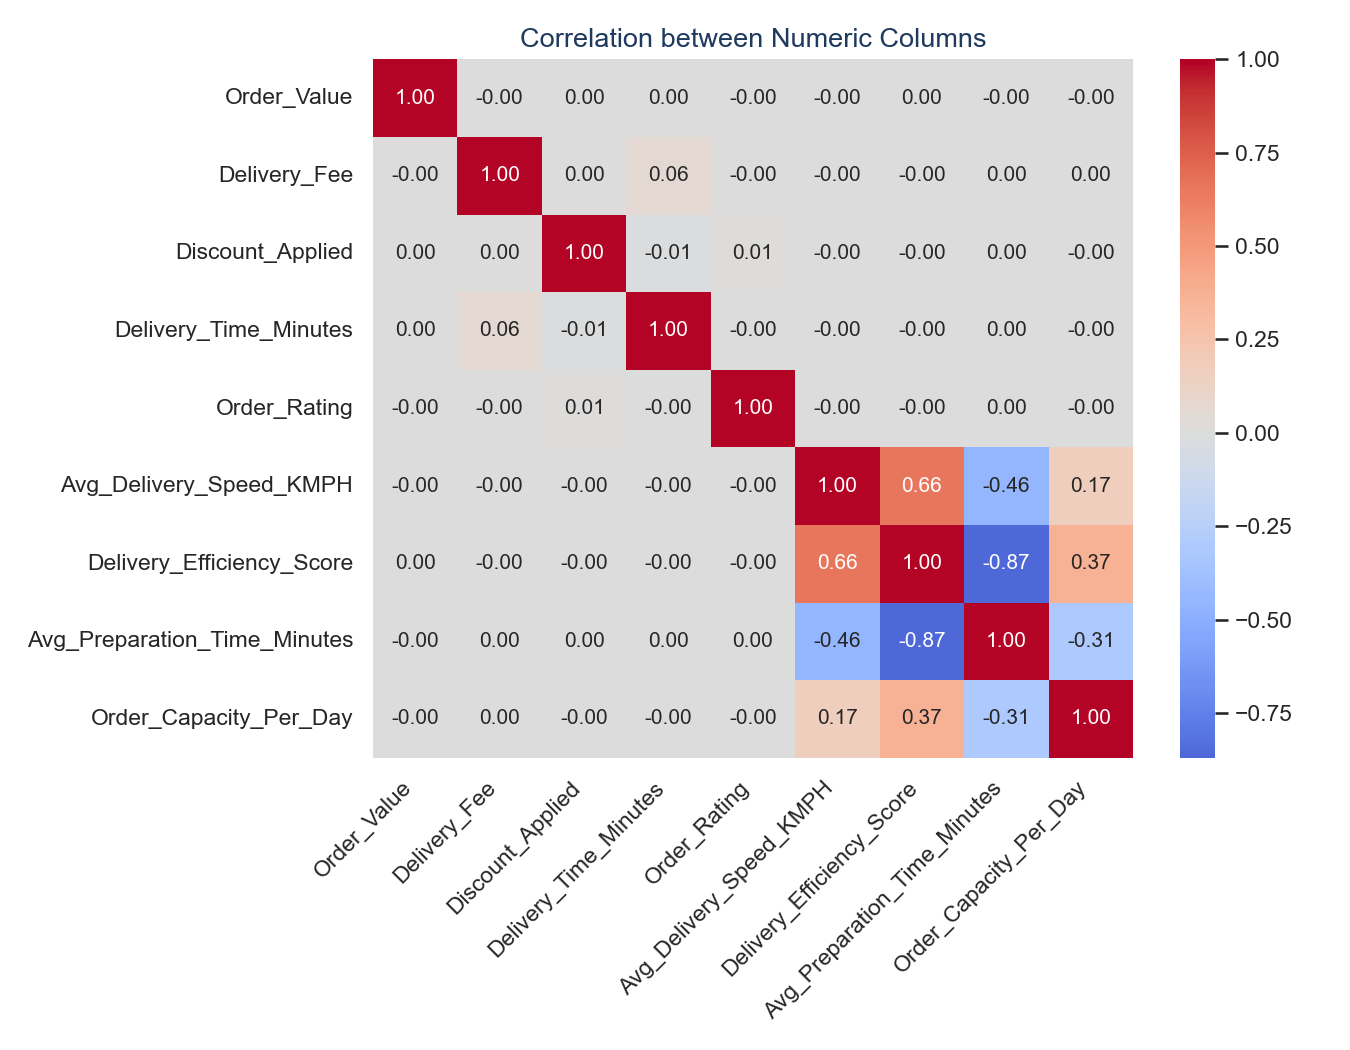 Correlation between Numeric Columns
Order_Value 1.00 -0.00 0.00 0.00 -0.00 -0.00 0.00 -0.00 -0.00
Delivery_Fee -0.00 1.00 0.00 0.06 -0.00 -0.00 -0.00 0.00 0.00
Discount_Applied 0.00 0.00 1.00 -0.01 0.01 -0.00 -0.00 0.00 -0.00
Delivery_Time_Minutes 0.00 0.06 -0.01 1.00 -0.00 -0.00 -0.00 0.00 -0.00
Order_Rating -0.00 -0.00 0.01 -0.00 1.00 -0.00 -0.00 0.00 -0.00
Avg_Delivery_Speed_KMPH -0.00 -0.00 -0.00 -0.00 -0.00 1.00 0.66 -0.46 0.17
Delivery_Efficiency_Score 0.00 -0.00 -0.00 -0.00 -0.00 0.66 1.00 -0.87 0.37
Avg_Preparation_Time_Minutes -0.00 0.00 0.00 0.00 0.00 -0.46 -0.87 1.00 -0.31
Order_Capacity_Per_Day -0.00 0.00 -0.00 -0.00 -0.00 0.17 0.37 -0.31 1.00
Order_Value
Delivery_Fee
Discount_Applied
Delivery_Time_Minutes
Order_Rating
Avg_Delivery_Speed_KMPH
Delivery_Efficiency_Score
Avg_Preparation_Time_Minutes
Order_Capacity_Per_Day
1.00
0.75
0.50
0.25
0.00
−0.25
−0.50
−0.75